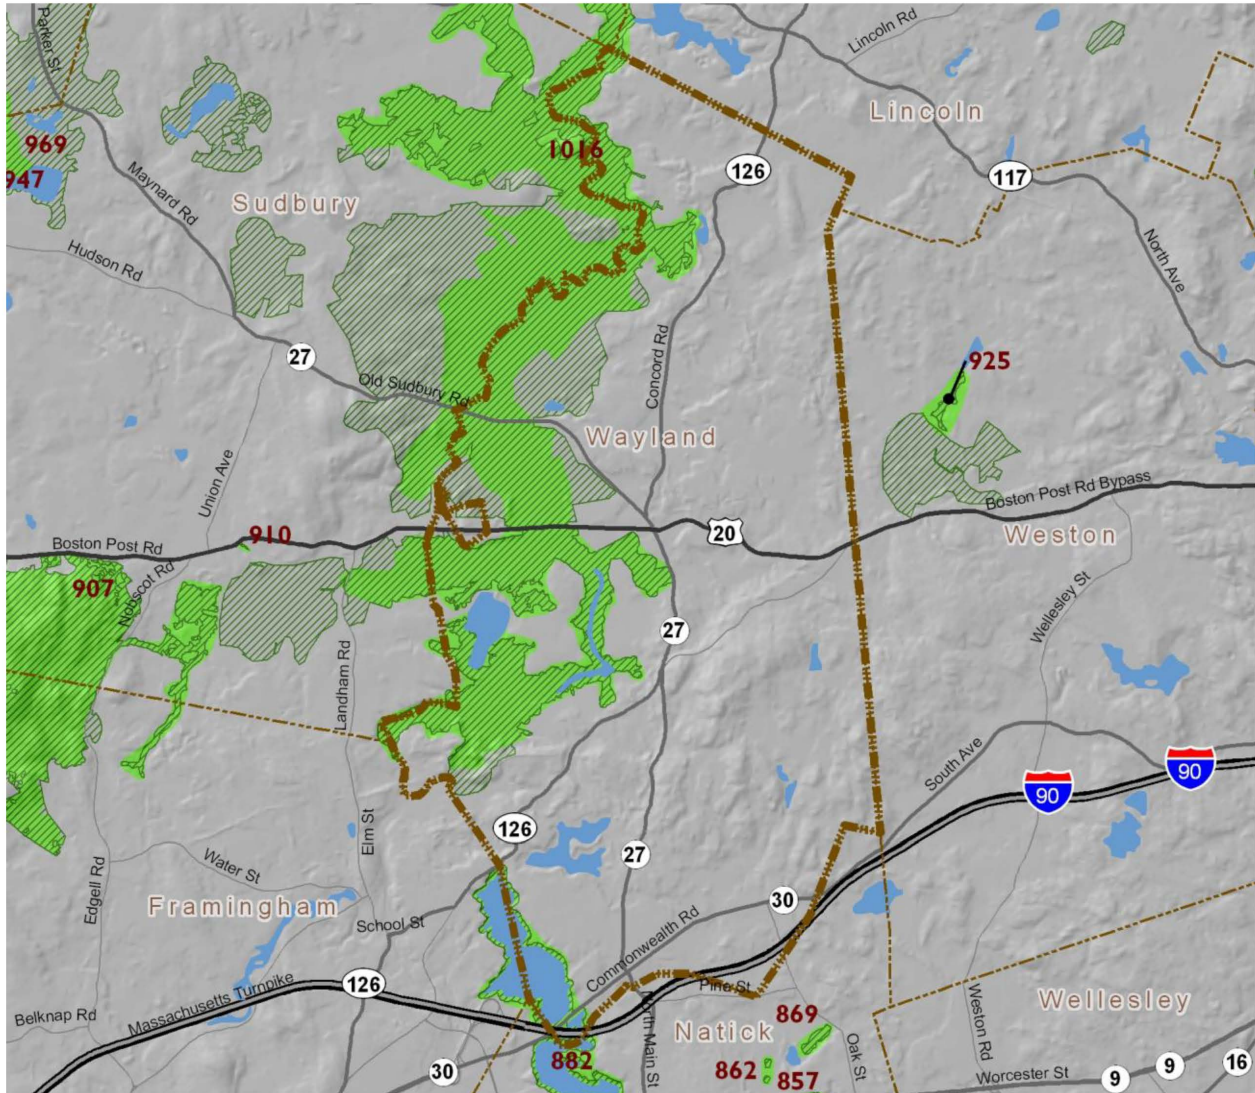 Parker St
Lincoln Rd
Lincoln
969
1016
947
126
117
Maynard Rd
Sudbury
Hudson Rd
North Ave
27
Concord Rd
925
Old Sudbury Rd
Wayland
Union Ave
Boston Post Rd Bypass
20
910
Boston Post Rd
Weston
907
Nobscot Rd
Wellesley St
27
Landham Rd
South Ave
90
90
126
Elm St
27
Water St
Edgell Rd
30
Framingham
School St
Commonwealth Rd
126
Massachusetts Turnpike
Pine St
Belknap Rd
North Main St
Natick
869
Weston Rd
Wellesley
Oak St
882
862
857
30
Worcester St
9
9
16